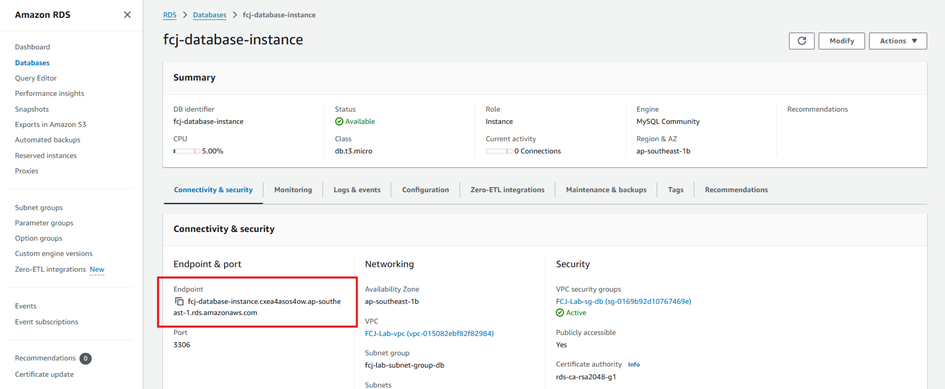 Amazon RDS
Dashboard
Databases
Query Editor
Performance insights
Snapshots
Exports in Amazon S3
Automated backups
Reserved instances
Proxies
Subnet groups
Parameter groups
Option groups
Custom engine versions
Zero-ETL integrations New
Events
Event subscriptions
Recommendations 0
Certificate update
RDS > Databases > fcj-database-instance
fcj-database-instance
Modify
Actions
Summary
DB identifier
fcj-database-instance
Status
Available
Role
Instance
Engine
MySQL Community
Recommendations
CPU
5.00%
Class
db.t3.micro
Current activity
0 Connections
Region & AZ
ap-southeast-1b
Connectivity & security
Monitoring
Logs & events
Configuration
Zero-ETL integrations
Maintenance & backups
Tags
Recommendations
Connectivity & security
Endpoint & port
Endpoint
fcj-database-instance.cxea4asos4ow.ap-southe
ast-1.rds.amazonaws.com
Port
3306
Networking
Availability Zone
ap-southeast-1b
VPC
FCJ-Lab-vpc (vpc-015082ebf82f82984)
Subnet group
fcj-lab-subnet-group-db
Subnets
Security
VPC security groups
FCJ-Lab-sg-db (sg-0169b92d10767469e)
Active
Publicly accessible
Yes
Certificate authority Info
rds-ca-rsa2048-g1